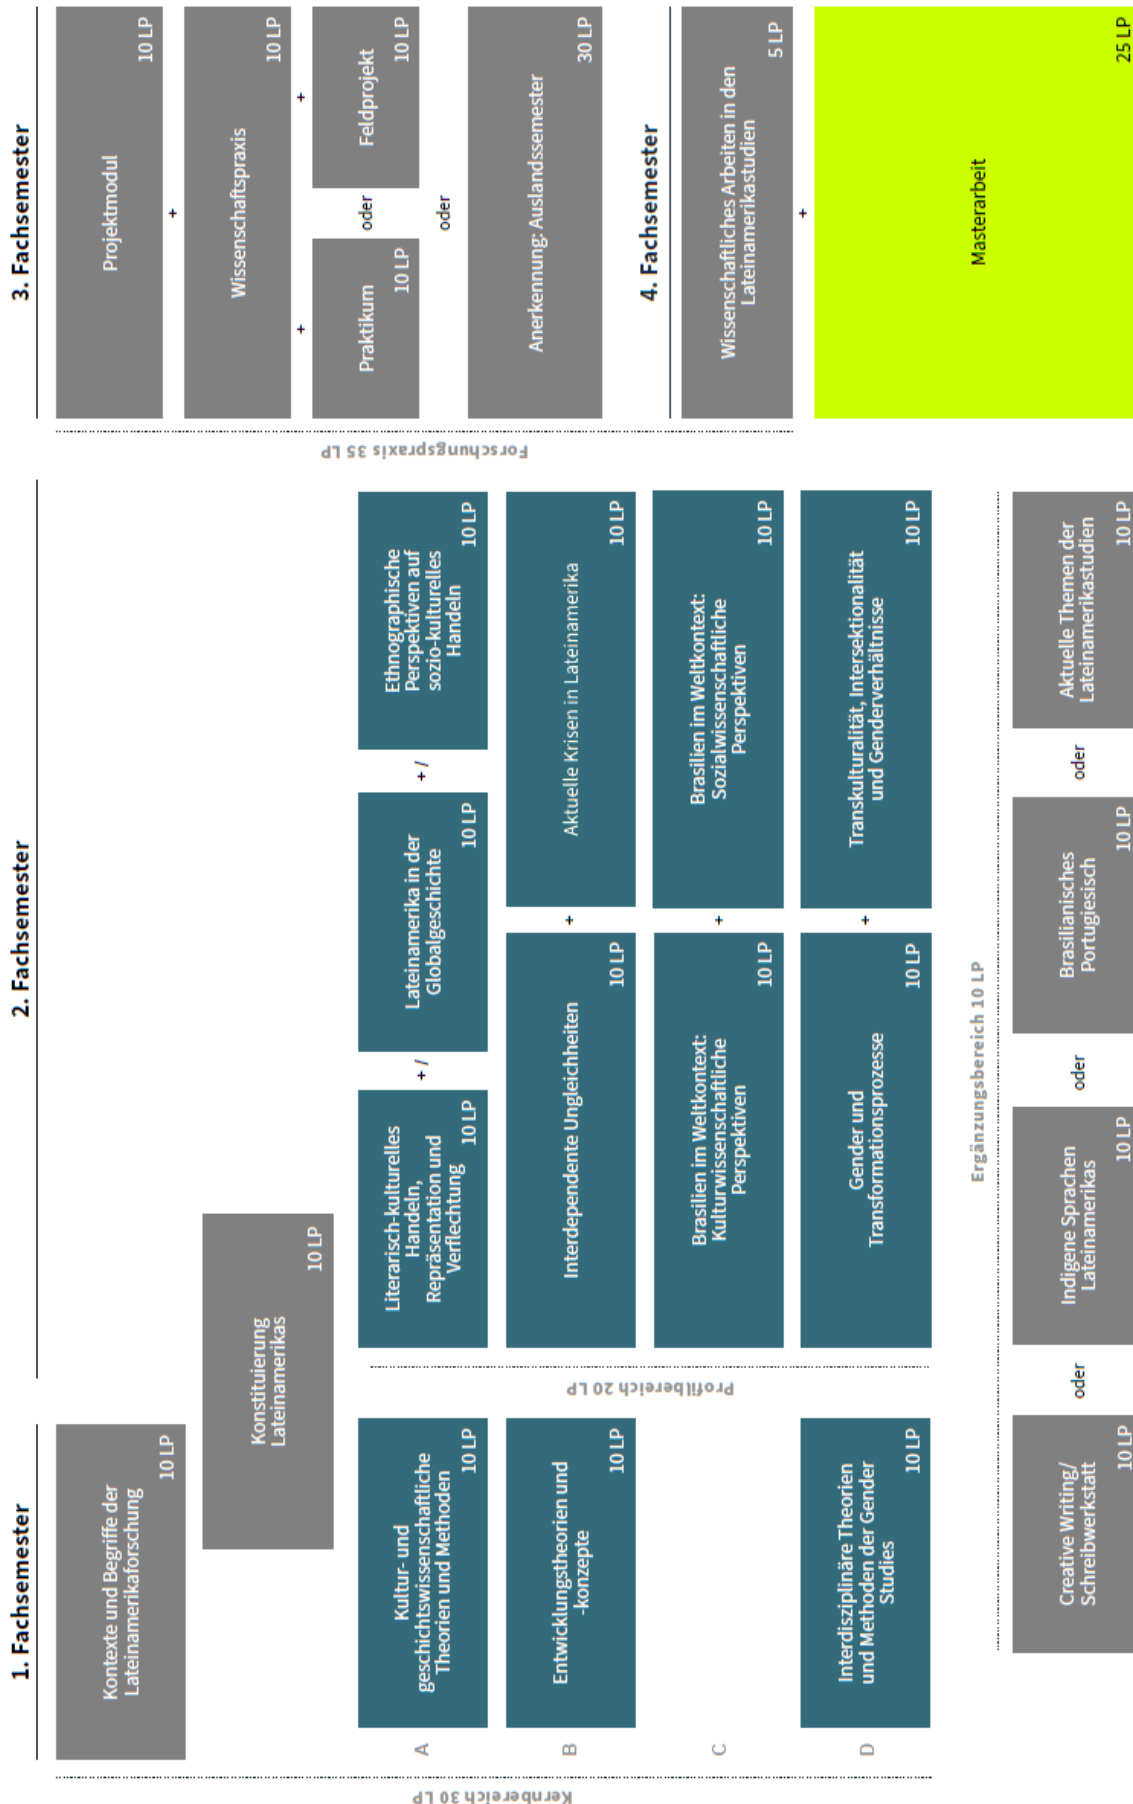 1. Fachsemester
2. Fachsemester
3. Fachsemester
Kernbereich 30 LP
Kontexte und Begriffe der
Lateinamerikaforschung
10 LP
Konstituierung
Lateinamerikas
10 LP
A
Kultur- und
geschichtswissenschaftliche
Theorien und Methoden
10 LP
B
Entwicklungstheorien und
-konzepte
10 LP
C
D
Interdisziplinäre Theorien
und Methoden der Gender
Studies
10 LP
Profilbereich 20 LP
Literarisch-kulturelles
Handeln,
Repräsentation und
Verflechtung
10 LP
+ /
Lateinamerika in der
Globalgeschichte
10 LP
+ /
Ethnographische
Perspektiven auf
sozio-kulturelles
Handeln
10 LP
Interdependente Ungleichheiten
10 LP
+
Aktuelle Krisen in Lateinamerika
10 LP
Brasilien im Weltkontext:
Kulturwissenschaftliche
Perspektiven
10 LP
+
Brasilien im Weltkontext:
Sozialwissenschaftliche
Perspektiven
10 LP
Gender und
Transformationsprozesse
10 LP
+
Transkulturalität, Intersektionalität
und Genderverhältnisse
10 LP
Ergänzungsbereich 10 LP
Creative Writing/
Schreibwerkstatt
10 LP
oder
Indigene Sprachen
Lateinamerikas
10 LP
oder
Brasilianisches
Portugiesisch
10 LP
oder
Aktuelle Themen der
Lateinamerikastudien
10 LP
Forschungspraxis 35 LP
Projektmodul
10 LP
+
Wissenschaftspraxis
10 LP
+
+
Praktikum
10 LP
oder
Feldprojekt
10 LP
oder
Anerkennung: Auslandssemester
30 LP
4. Fachsemester
Wissenschaftliches Arbeiten in den
Lateinamerikastudien
5 LP
+
Masterarbeit
25 LP